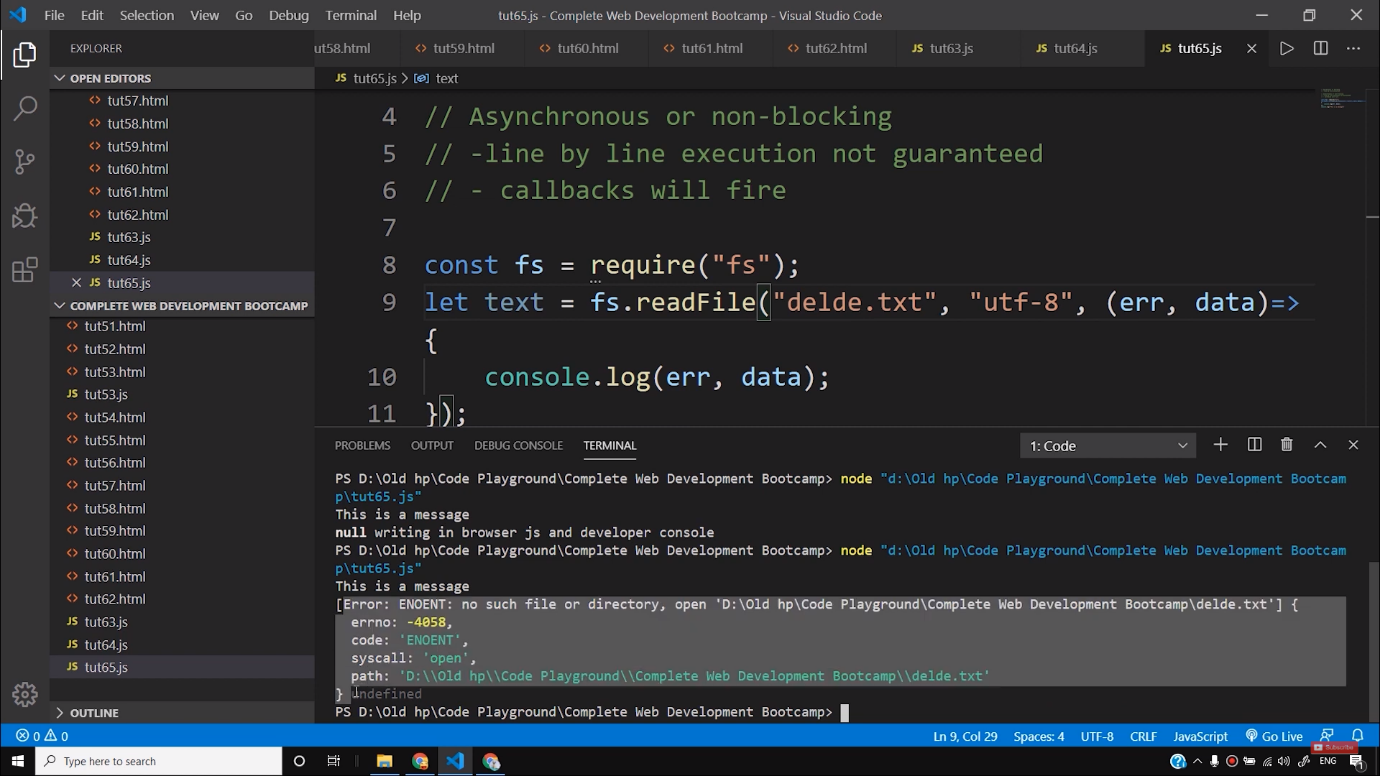 File Edit Selection View Go Debug Terminal Help tut65.js - Complete Web Development Bootcamp - Visual Studio Code
EXPLORER
ut58.html
tut59.html
tut60.html
tut61.html
tut62.html
JS tut63.js
JS tut64.js
JS tut65.js
OPEN EDITORS
tut57.html
tut58.html
tut59.html
tut60.html
tut61.html
tut62.html
JS tut63.js
JS tut64.js
JS tut65.js
COMPLETE WEB DEVELOPMENT BOOTCAMP
tut51.html
tut52.html
tut53.html
JS tut53.js
tut54.html
tut55.html
tut56.html
tut57.html
tut58.html
tut59.html
tut60.html
tut61.html
tut62.html
JS tut63.js
JS tut64.js
JS tut65.js
OUTLINE
JS tut65.js > text
4 // Asynchronous or non-blocking
5 // -line by line execution not guaranteed
6 // - callbacks will fire
7
8 const fs = require("fs");
9 let text = fs.readFile("delde.txt", "utf-8", (err, data)=>
{
10 console.log(err, data);
11 });
PROBLEMS OUTPUT DEBUG CONSOLE TERMINAL 1: Code
PS D:\Old hp\Code Playground\Complete Web Development Bootcamp> node "d:\Old hp\Code Playground\Complete Web Development Bootcam
p\tut65.js"
This is a message
null writing in browser js and developer console
PS D:\Old hp\Code Playground\Complete Web Development Bootcamp> node "d:\Old hp\Code Playground\Complete Web Development Bootcam
p\tut65.js"
This is a message
[Error: ENOENT: no such file or directory, open 'D:\Old hp\Code Playground\Complete Web Development Bootcamp\delde.txt'] {
errno: -4058,
code: 'ENOENT',
syscall: 'open',
path: 'D:\\Old hp\\Code Playground\\Complete Web Development Bootcamp\\delde.txt'
} undefined
PS D:\Old hp\Code Playground\Complete Web Development Bootcamp>
0 0 Ln 9, Col 29 Spaces: 4 UTF-8 CRLF JavaScript Go Live
Subscribe
Type here to search
ENG
1